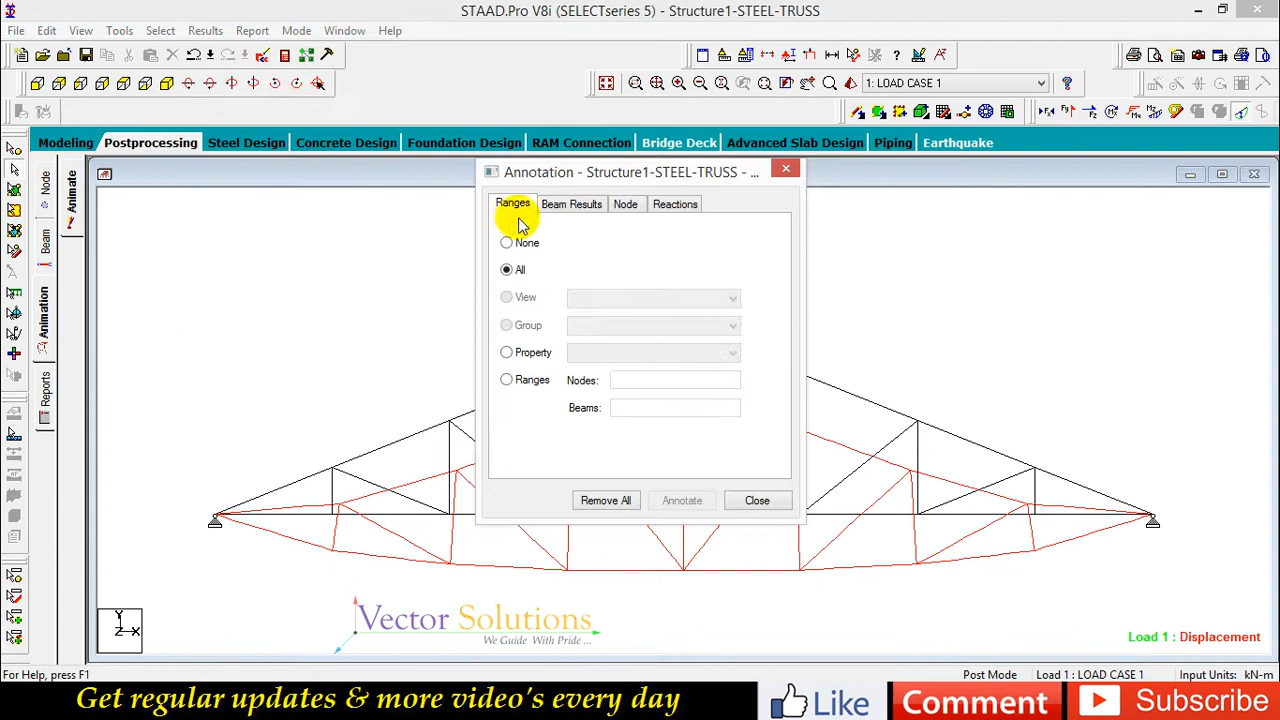 STAAD.Pro V8i (SELECTseries 5) - Structure1-STEEL-TRUSS
File Edit View Tools Select Results Report Mode Window Help
1: LOAD CASE 1
Modeling Postprocessing Steel Design Concrete Design Foundation Design RAM Connection Bridge Deck Advanced Slab Design Piping Earthquake
Node
Beam
Animation
Reports
Animate
Annotation - Structure1-STEEL-TRUSS - ...
Ranges Beam Results Node Reactions
None
All
View
Group
Property
Ranges Nodes:
Beams:
Remove All Annotate Close
Y
Z X
Vector Solutions
We Guide With Pride ...
Load 1 : Displacement
For Help, press F1 Post Mode Load 1 : LOAD CASE 1 Input Units: kN-m
Get regular updates & more video's every day Like Comment Subscribe